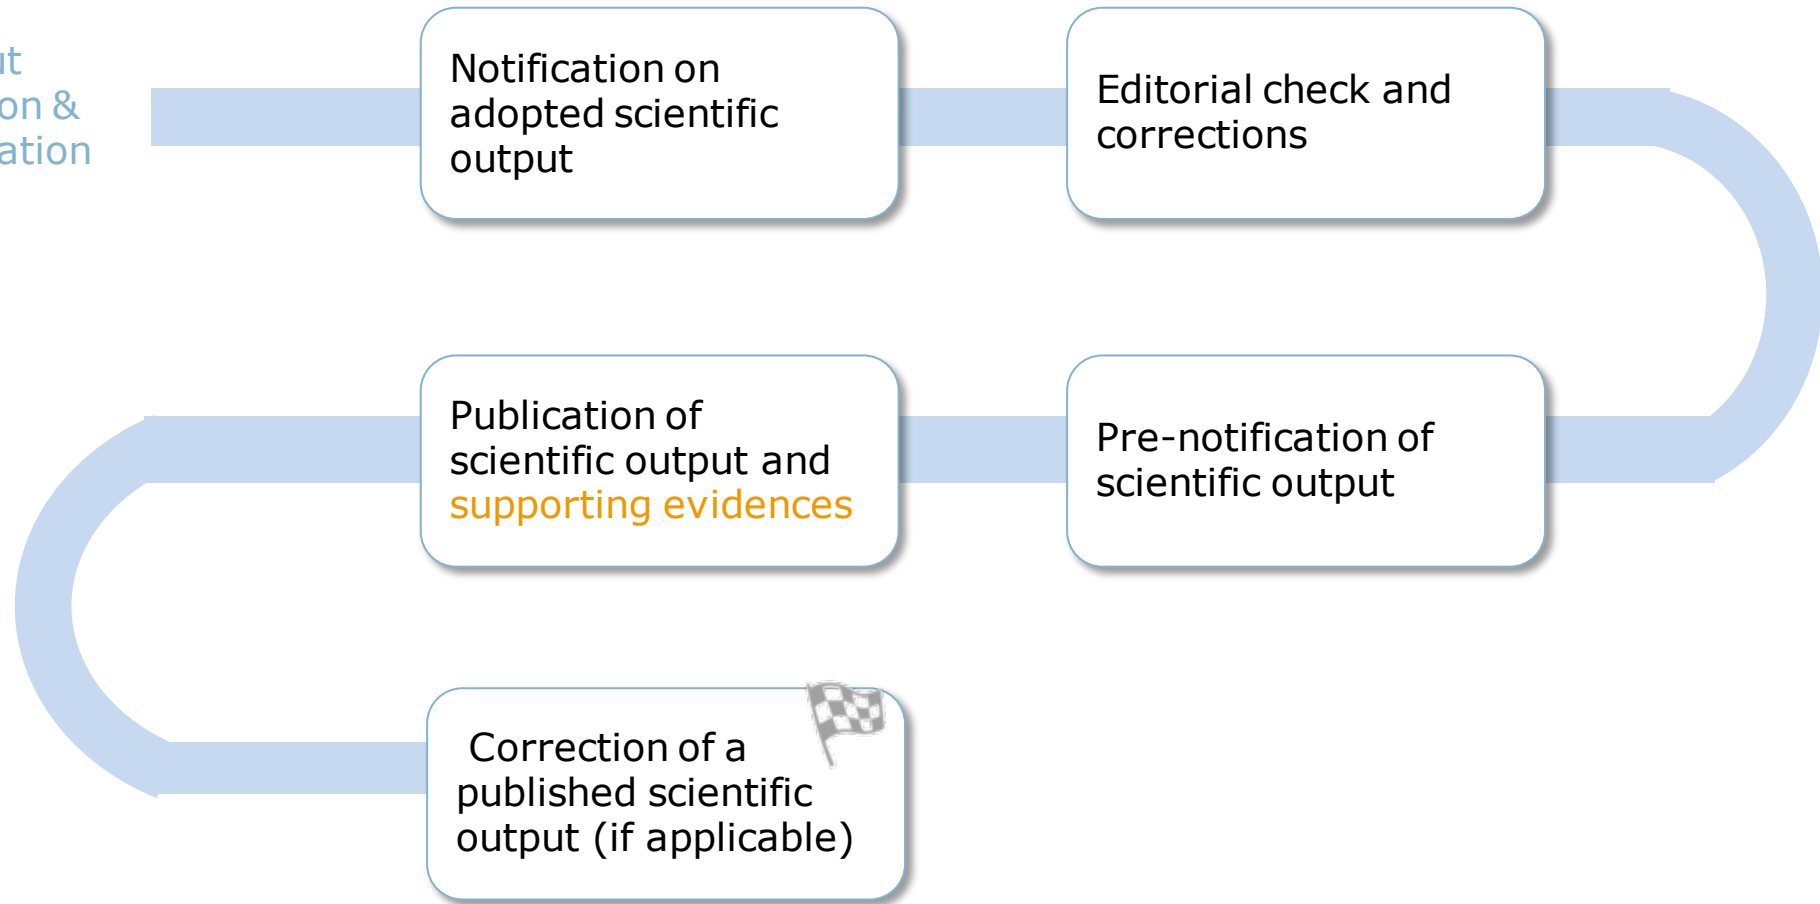 Notification on
adopted scientific
output
Editorial check and
corrections
&
Publication of
scientific output and
supporting evidences
Pre-notification of
scientific output
Correction of a
published scientific
output (if applicable)